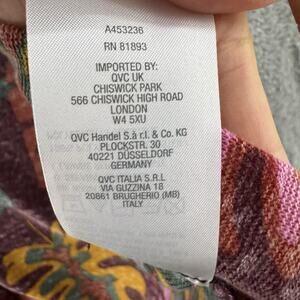 A453236
RN 81893
IMPORTED BY:
QVC UK
CHISWICK PARK
566 CHISWICK HIGH ROAD
LONDON
W4 5XU
QVC Handel S.à r.l. & Co. KG
PLOCKSTR. 30
40221 DÜSSELDORF
GERMANY
QVC ITALIA S.R.L
VIA GUZZINA 18
20861 BRUGHERIO (MB)
ITALY